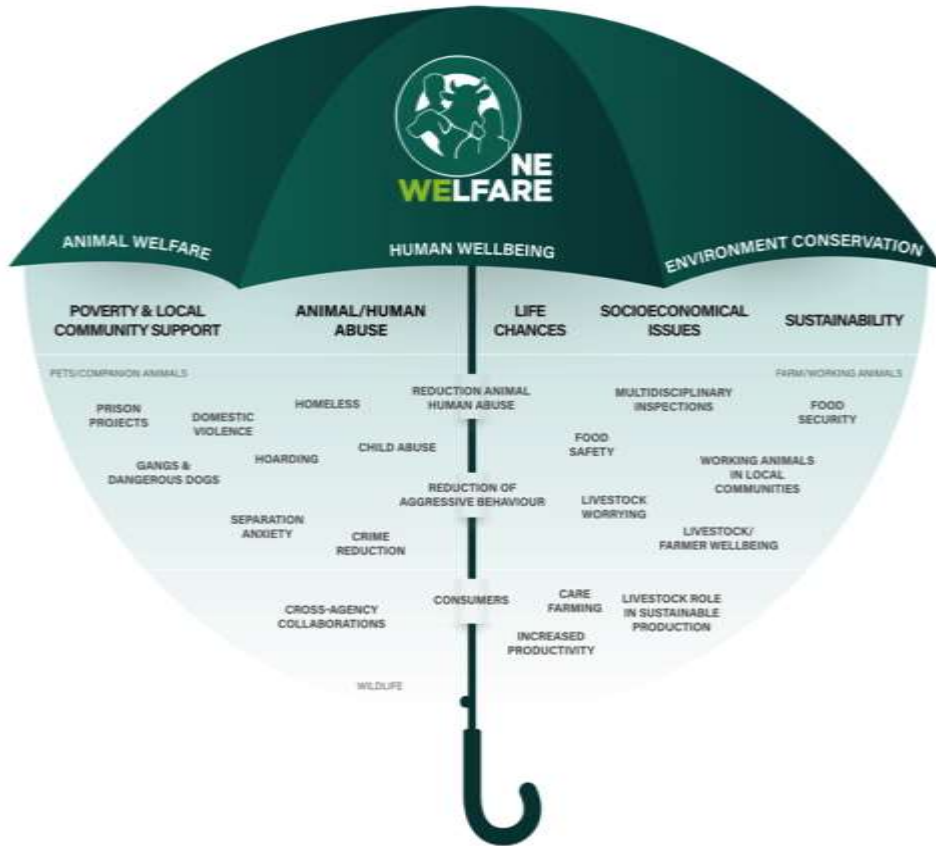 NE
WELFARE
ANIMAL WELFARE
HUMAN WELLBEING
ENVIRONMENT CONSERVATION
POVERTY & LOCAL
COMMUNITY SUPPORT
ANIMAL/HUMAN
ABUSE
LIFE
CHANCES
SOCIOECONOMICAL
ISSUES
SUSTAINABILITY
PETS/COMPANION ANIMALS
FARM/WORKING ANIMALS
PRISON
PROJECTS
DOMESTIC
VIOLENCE
HOMELESS
REDUCTION ANIMAL
HUMAN ABUSE
MULTIDISCIPLINARY
INSPECTIONS
FOOD
SECURITY
GANGS &
DANGEROUS DOGS
HOARDING
CHILD ABUSE
FOOD
SAFETY
WORKING ANIMALS
IN LOCAL
COMMUNITIES
REDUCTION OF
AGGRESSIVE BEHAVIOUR
LIVESTOCK
WORRYING
SEPARATION
ANXIETY
CRIME
REDUCTION
LIVESTOCK/
FARMER WELLBEING
CROSS-AGENCY
COLLABORATIONS
CONSUMERS
CARE
FARMING
LIVESTOCK ROLE
IN SUSTAINABLE
PRODUCTION
INCREASED
PRODUCTIVITY
WILDLIFE